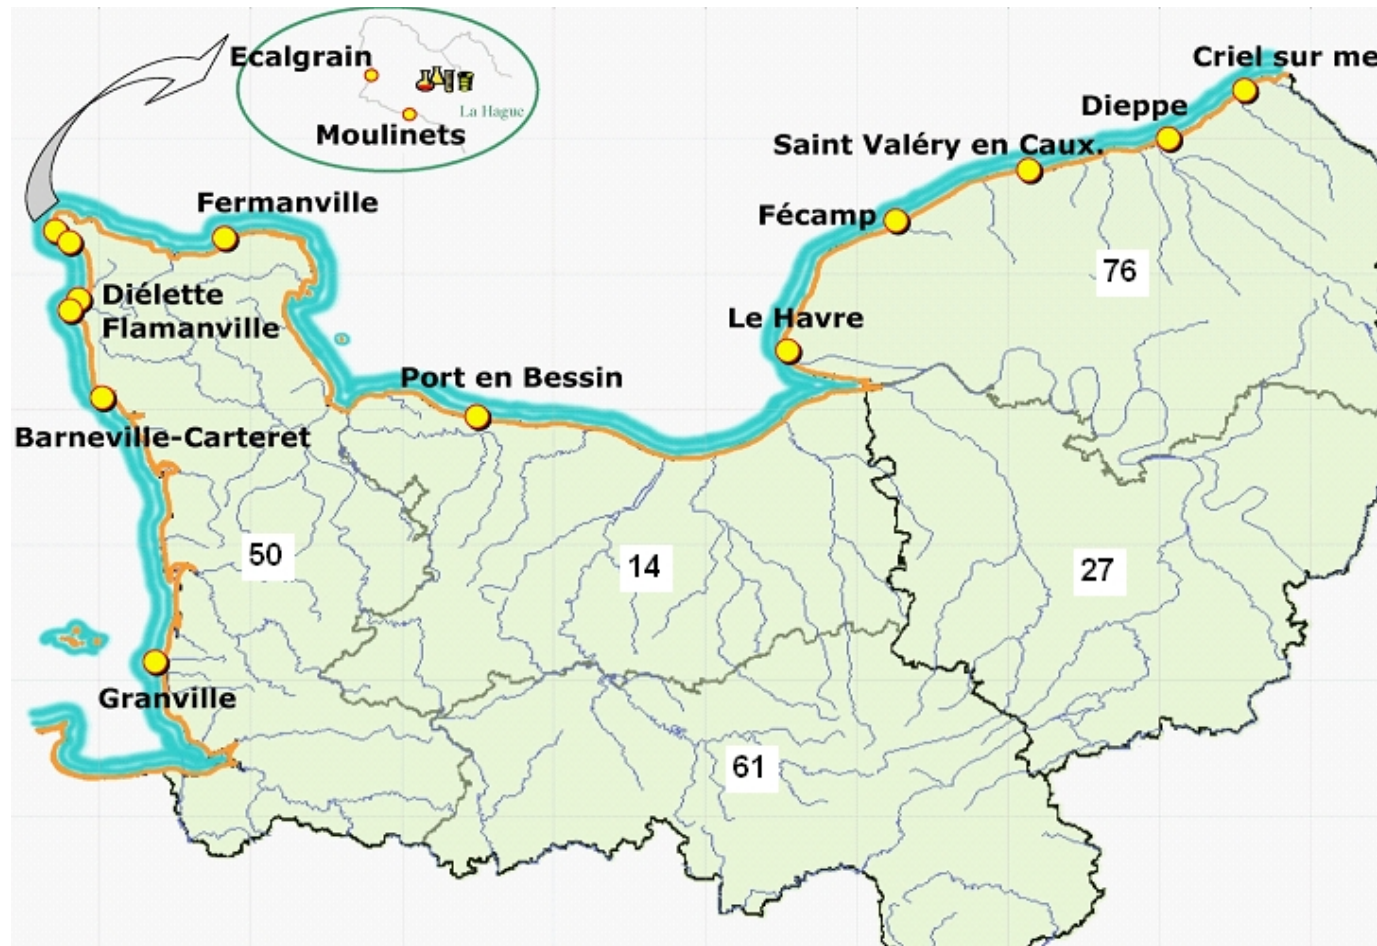 Ecalgrain
La Hague
Moulinets
Criel sur me
Dieppe
Saint Valéry en Caux.
Fermanville
Fécamp
76
Diélette
Flamanville
Le Havre
Port en Bessin
Barneville-Carteret
50
14
27
Granville
61